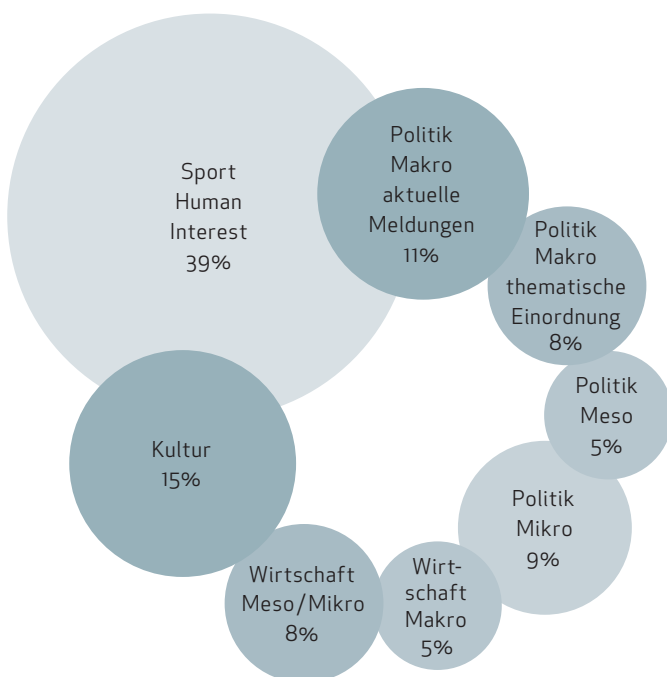 Sport
Human
Interest
39%
Politik
Makro
aktuelle
Meldungen
11%
Politik
Makro
thematische
Einordnung
8%
Politik
Meso
5%
Politik
Mikro
9%
Wirt-
schaft
Makro
5%
Wirtschaft
Meso/Mikro
8%
Kultur
15%